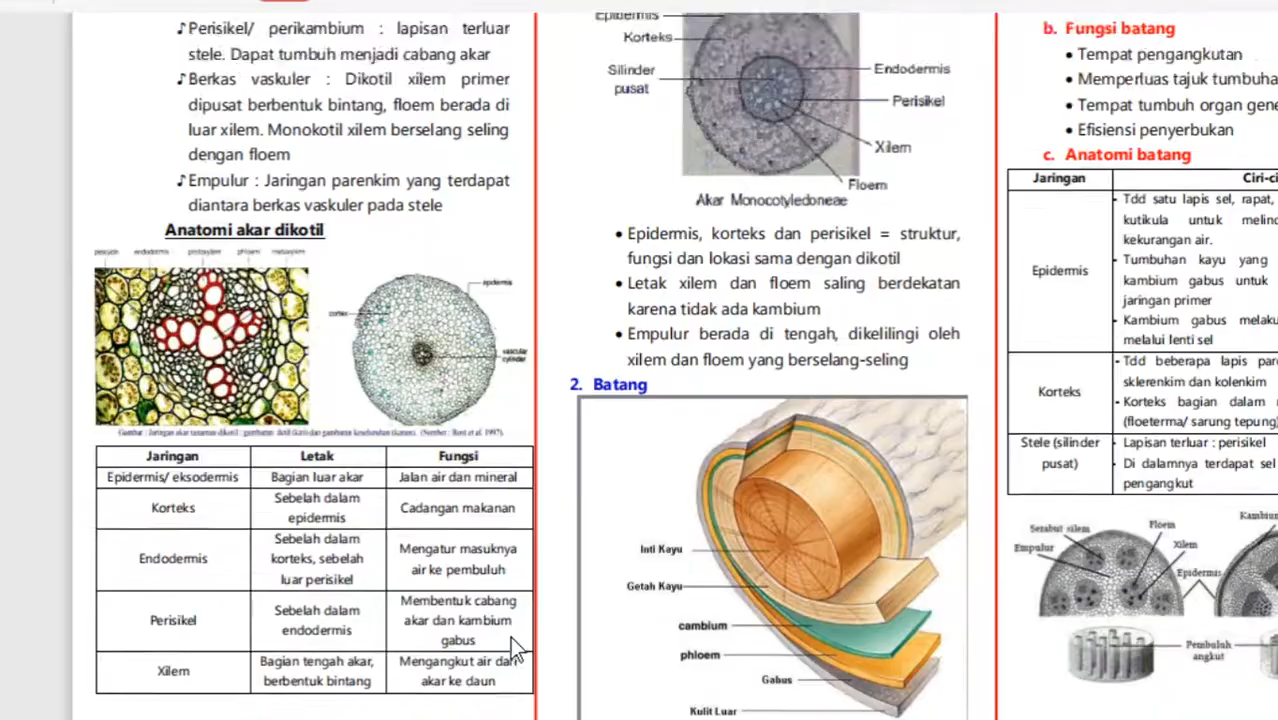 ♪Perisikel/ perikambium : lapisan terluar
stele. Dapat tumbuh menjadi cabang akar
♪Berkas vaskuler : Dikotil xilem primer
dipusat berbentuk bintang, floem berada di
luar xilem. Monokotil xilem berselang seling
dengan floem
♪Empulur : Jaringan parenkim yang terdapat
diantara berkas vaskuler pada stele
Anatomi akar dikotil
endodermis
phloem
epidermis
cortex
vascular
cylinder
Jaringan Letak Fungsi
Epidermis/ eksodermis Bagian luar akar Jalan air dan mineral
Korteks Sebelah dalam epidermis Cadangan makanan
Endodermis Sebelah dalam korteks, sebelah luar perisikel Mengatur masuknya air ke pembuluh
Perisikel Sebelah dalam endodermis Membentuk cabang akar dan kambium gabus
Xilem Bagian tengah akar, berbentuk bintang Mengangkut air dari akar ke daun
Epidermis
Korteks
Silinder
pusat
Endodermis
Perisikel
Xilem
Floem
Akar Monocotyledoneae
• Epidermis, korteks dan perisikel = struktur,
fungsi dan lokasi sama dengan dikotil
• Letak xilem dan floem saling berdekatan
karena tidak ada kambium
• Empulur berada di tengah, dikelilingi oleh
xilem dan floem yang berselang-seling
2. Batang
Inti Kayu
Getah Kayu
cambium
phloem
Gabus
Kulit Luar
b. Fungsi batang
• Tempat pengangkutan
• Memperluas tajuk tumbuha
• Tempat tumbuh organ gene
• Efisiensi penyerbukan
c. Anatomi batang
Jaringan Ciri-ci
Epidermis
Tdd satu lapis sel, rapat,
kutikula untuk melind
kekurangan air.
Tumbuhan kayu yang
kambium gabus untuk
jaringan primer
Kambium gabus melaku
melalui lenti sel
Korteks
Tdd beberapa lapis par
sklerenkim dan kolenkim
Korteks bagian dalam
(floeterma/ sarung tepung)
Stele (silinder
pusat)
Lapisan terluar : perisikel
Di dalamnya terdapat sel
pengangkut
Serabut silem
Floem
Kambium
Empulur
Xilem
Epidermis
Pembuluh
angkut